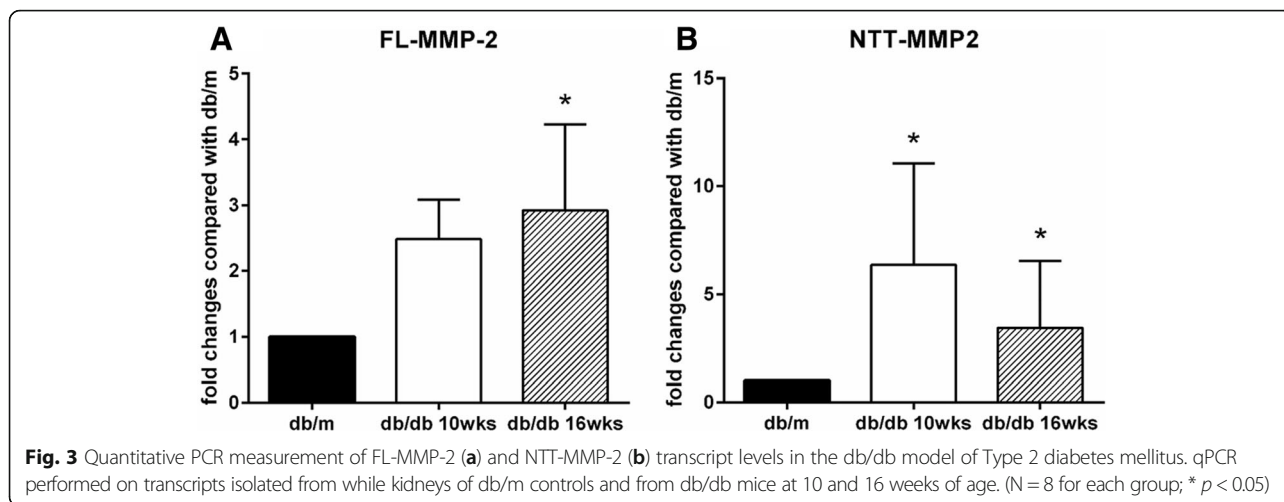 A
FL-MMP-2
fold changes compared with db/m
5
4
3
2
1
0
*
db/m
db/db 10wks
db/db 16wks
B
NTT-MMP2
fold changes compared with db/m
15
10
5
0
*
*
db/m
db/db 10wks
db/db 16wks
Fig. 3 Quantitative PCR measurement of FL-MMP-2 (a) and NTT-MMP-2 (b) transcript levels in the db/db model of Type 2 diabetes mellitus. qPCR
performed on transcripts isolated from while kidneys of db/m controls and from db/db mice at 10 and 16 weeks of age. (N = 8 for each group; * p < 0.05)